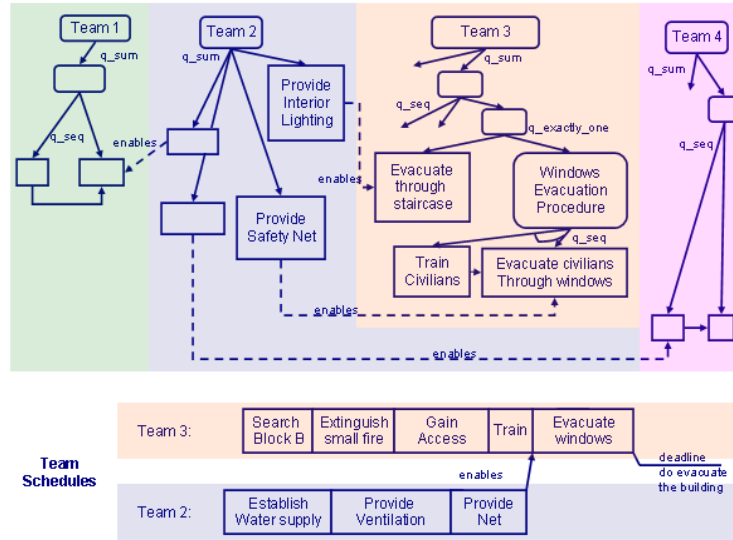 Team 1
Team 2
Team 3
Team 4
q_sum
q_sum
q_sum
q_sum
Provide
Interior
Lighting
q_seq
q_exactly_one
q_seq
enables
q_seq
enables
Evacuate
through
staircase
Windows
Evacuation
Procedure
Provide
Safety Net
q_seq
Train
Civilians
Evacuate civilians
Through windows
enables
enables
Team 3:
Search
Block B
Extinguish
small fire
Gain
Access
Train
Evacuate
windows
Team
Schedules
enables
deadline
do evacuate
the building
Team 2:
Establish
Water supply
Provide
Ventilation
Provide
Net